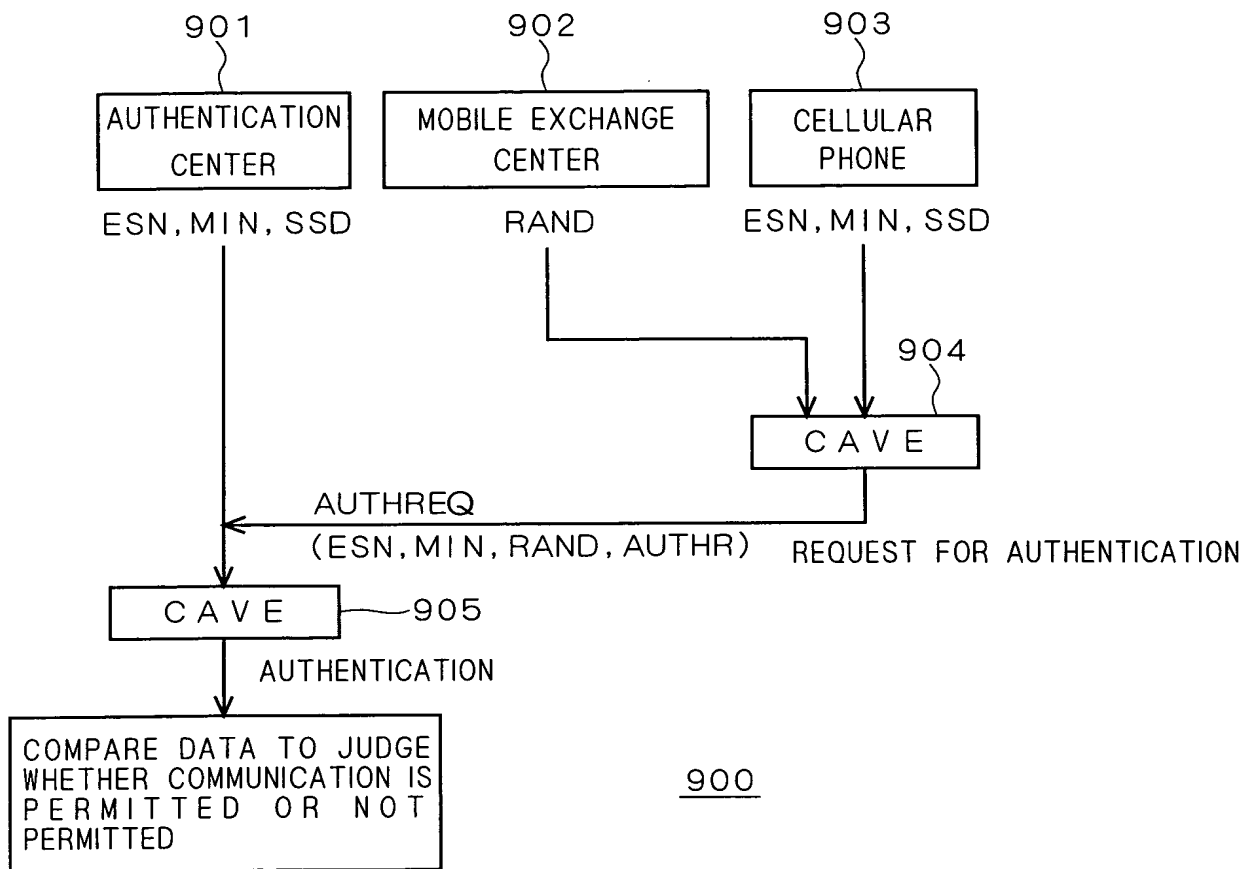 901
902
903
AUTHENTICATION
CENTER
MOBILE EXCHANGE
CENTER
CELLULAR
PHONE
ESN, MIN, SSD
RAND
ESN, MIN, SSD
904
CAVE
AUTHREQ
(ESN, MIN, RAND, AUTHR)
REQUEST FOR AUTHENTICATION
CAVE
905
AUTHENTICATION
COMPARE DATA TO JUDGE
WHETHER COMMUNICATION IS
PERMITTED OR NOT
PERMITTED
900